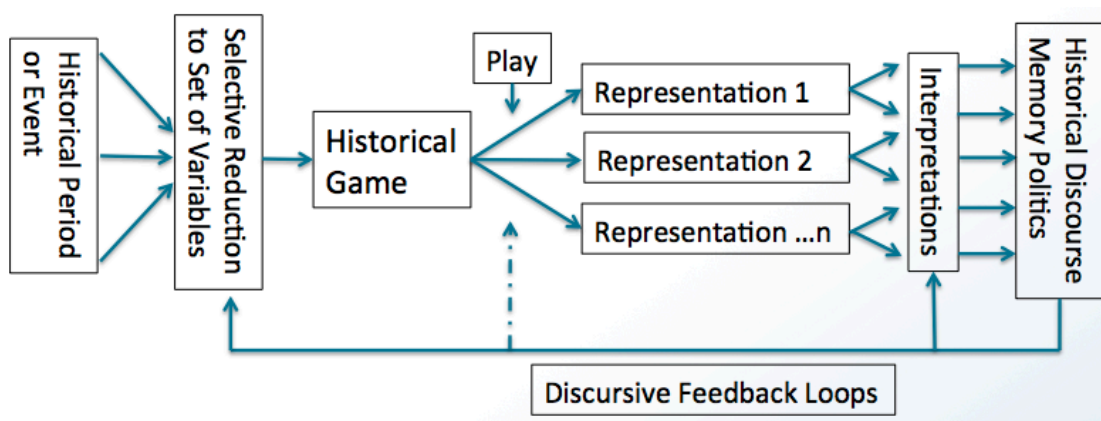 Historical Period
or Event
Selective Reduction
to Set of Variables
Historical
Game
Play
Representation 1
Representation 2
Representation ...n
Interpretations
Historical Discourse
Memory Politics
Discursive Feedback Loops